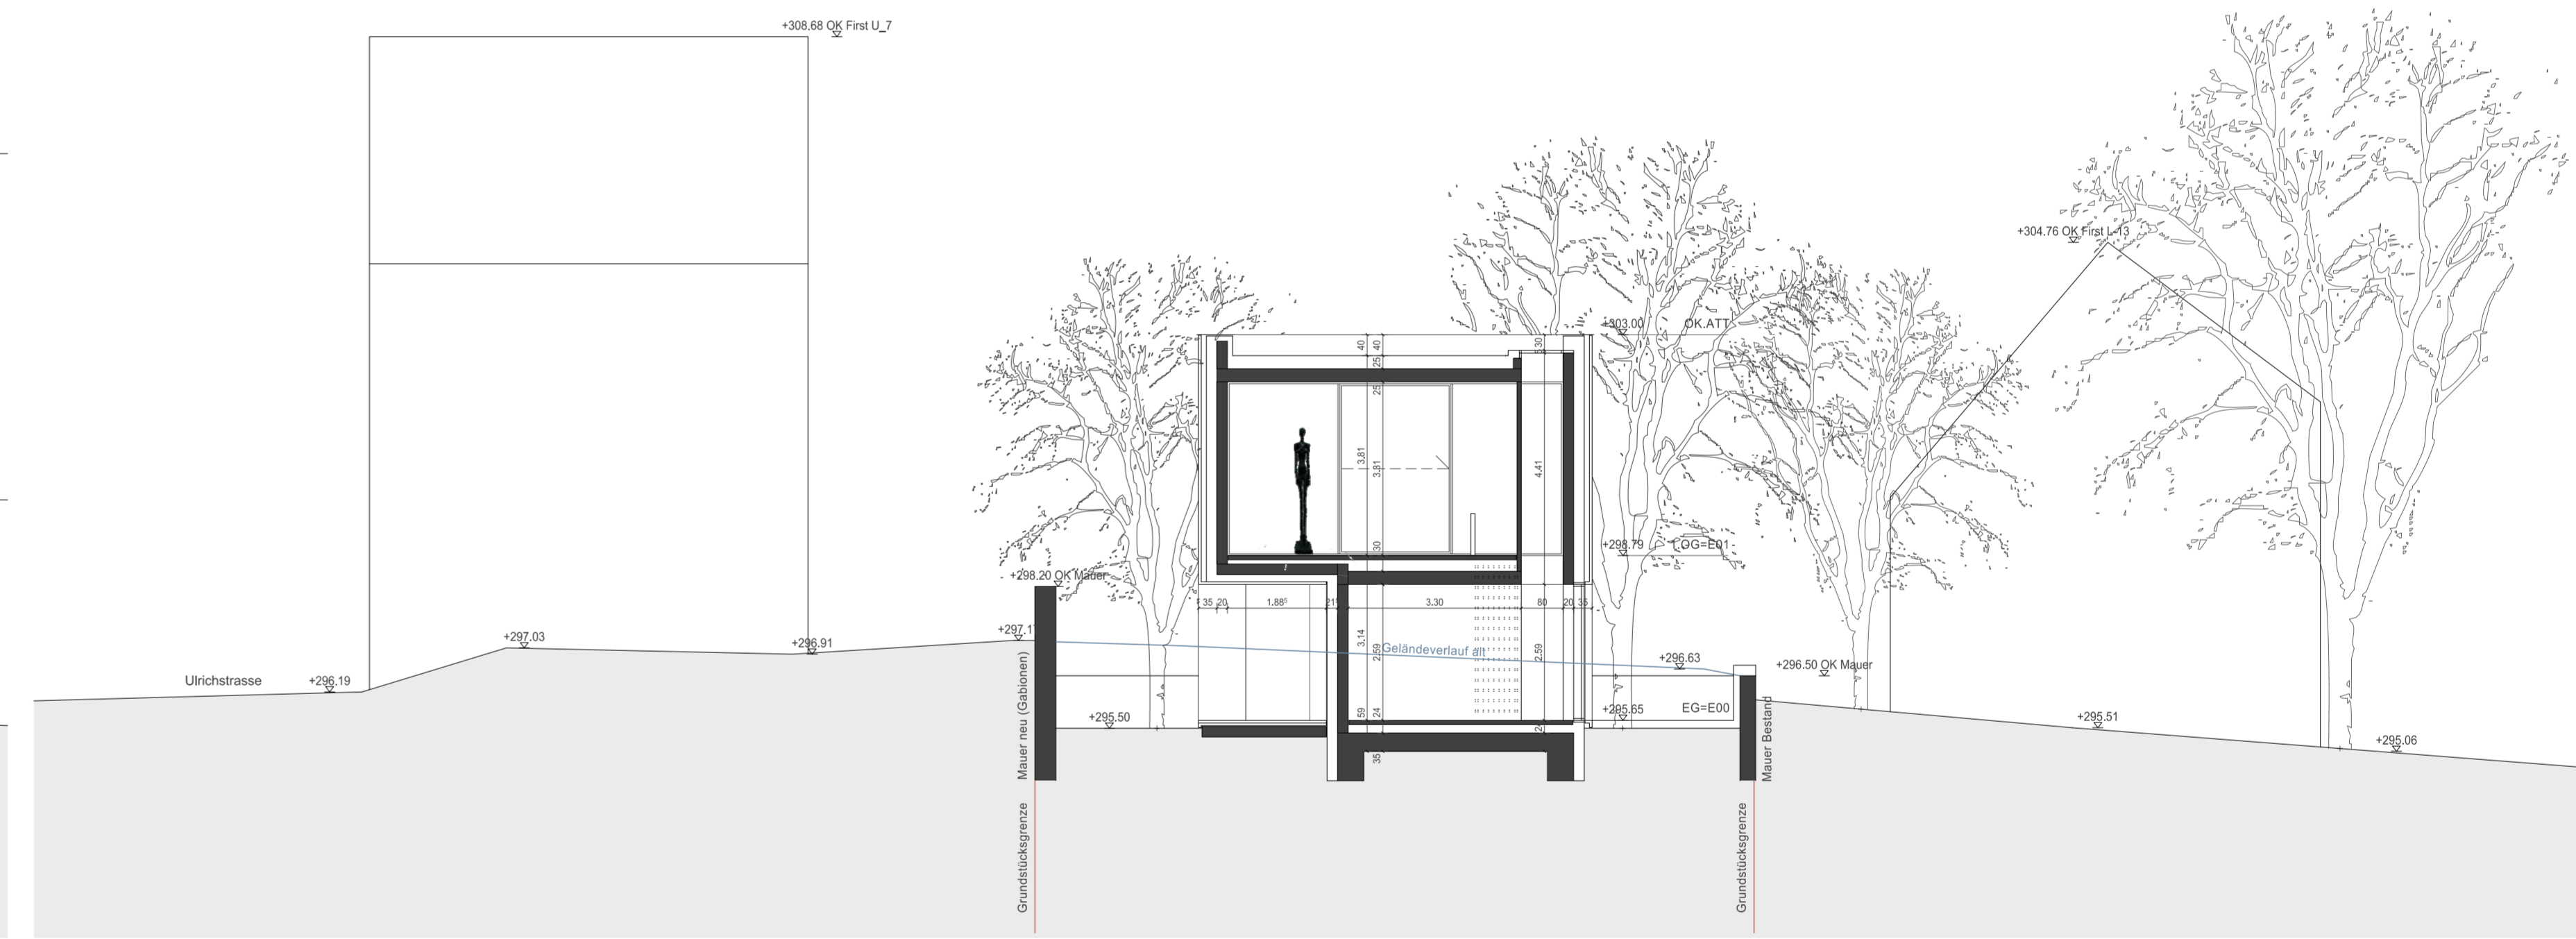 +308.68 OK First U_7
+304.76 OK First L-13
+303.00 OK.ATT
40
40
30
25
25
3.81
3.81
4.41
30
+298.79 OG=E01
+298.20 OK Mauer
35
20
1.88⁵
21⁵
3.30
80
20
35
+297.03
+296.91
+297.1
3.14
2.59
2.59
Geländeverlauf alt
+296.63
+296.50 OK Mauer
Ulrichstrasse
+296.19
+295.50
59
24
+295.65
EG=E00
+295.51
+295.06
35
Mauer neu (Gabionen)
Mauer Bestand
Grundstücksgrenze
Grundstücksgrenze